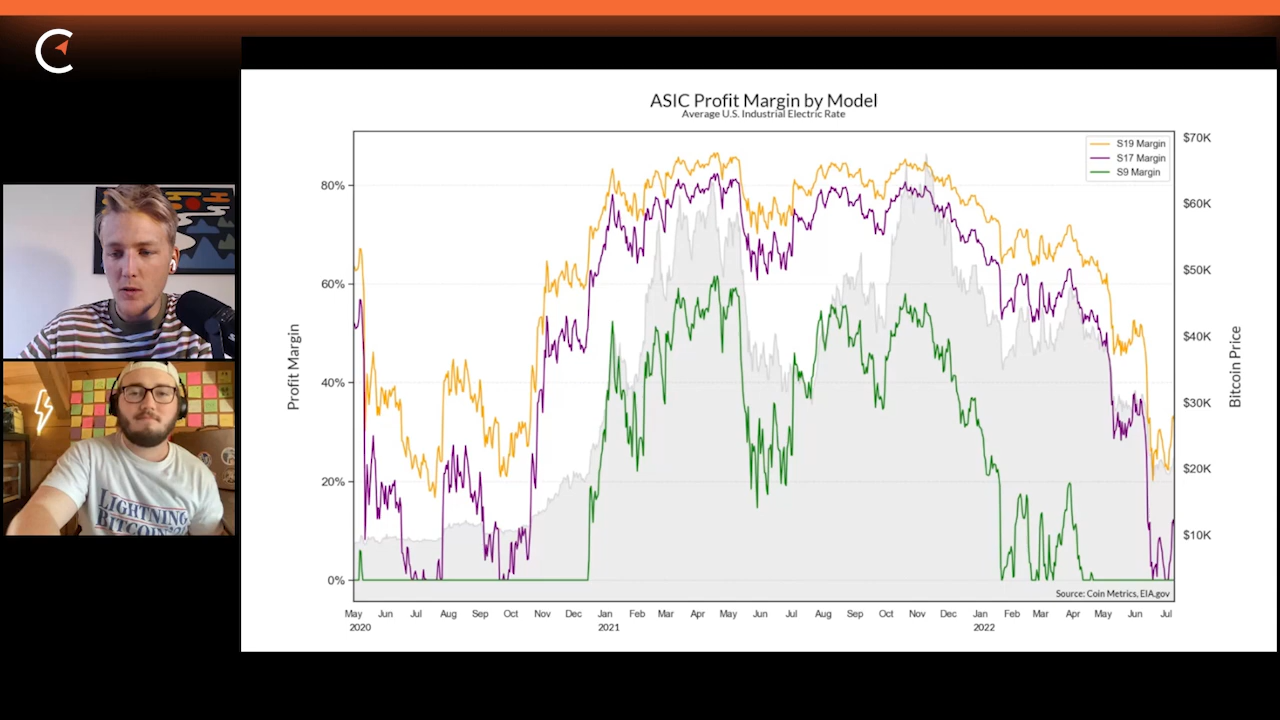 ASIC Profit Margin by Model
Average U.S. Industrial Electric Rate
S19 Margin
S17 Margin
S9 Margin
Profit Margin
80%
60%
40%
20%
0%
$70K
$60K
$50K
$40K
$30K
$20K
$10K
Bitcoin Price
Source: Coin Metrics, EIA.gov
May Jun Jul Aug Sep Oct Nov Dec Jan Feb Mar Apr May Jun Jul Aug Sep Oct Nov Dec Jan Feb Mar Apr May Jun Jul
2020 2021 2022
LIGHTNING
BITCOIN